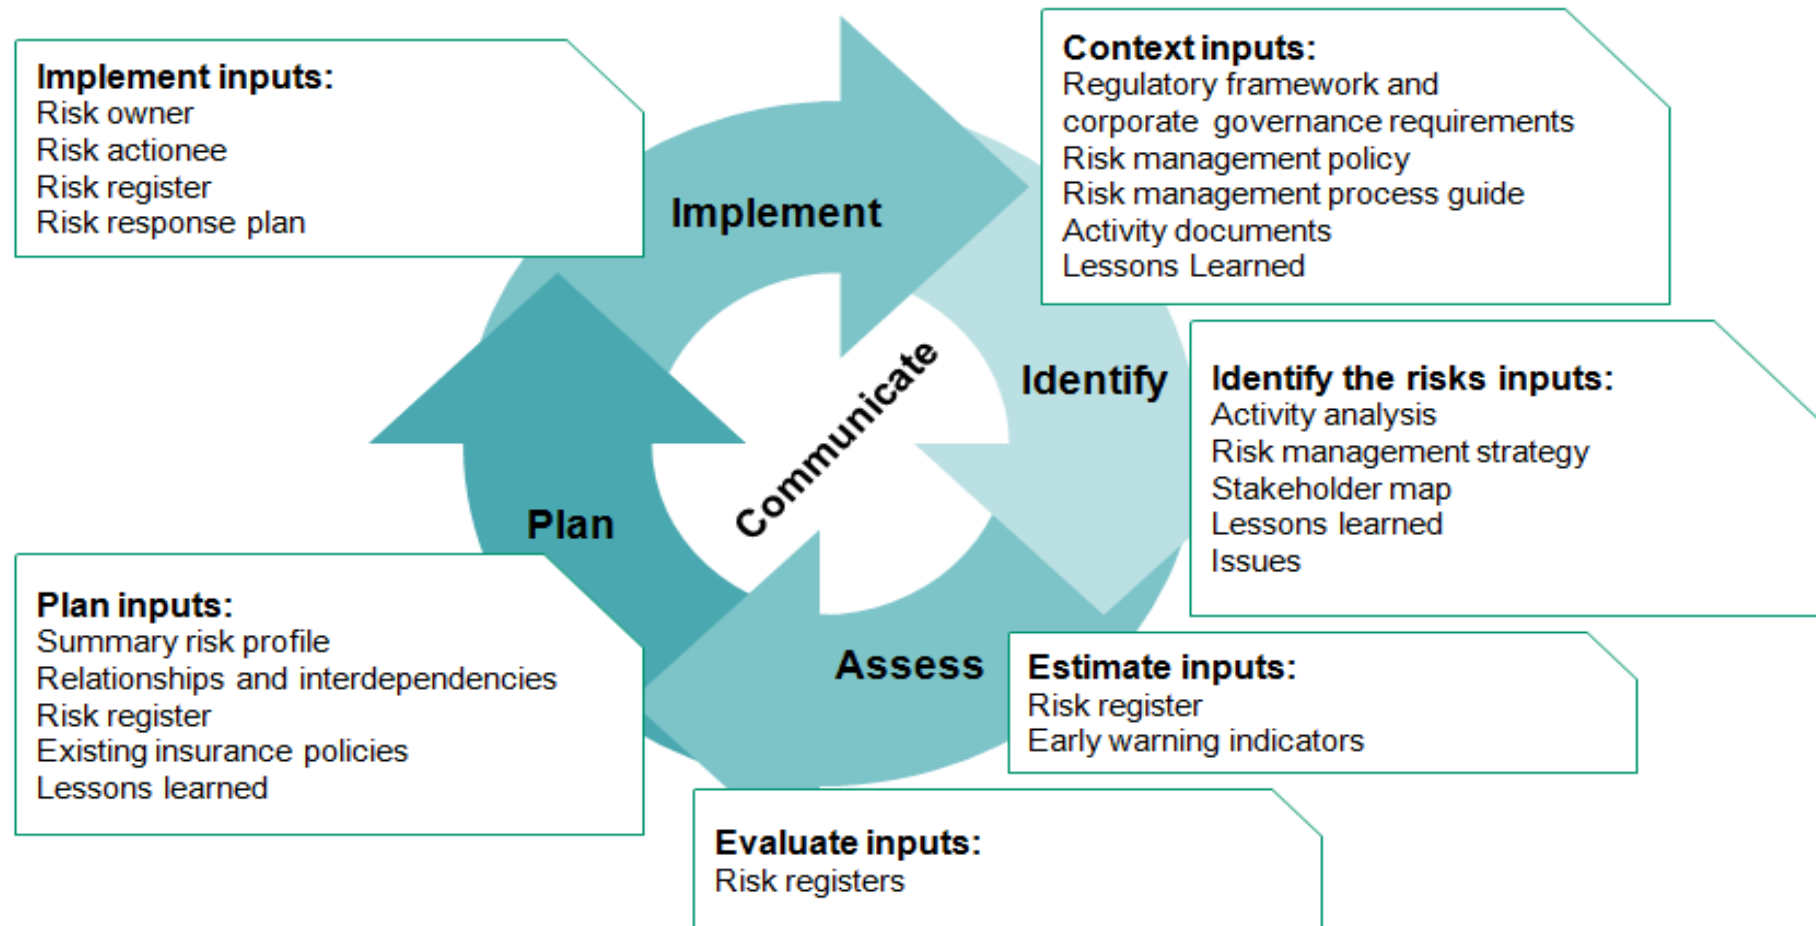 Implement inputs:
Risk owner
Risk actionee
Risk register
Risk response plan
Context inputs:
Regulatory framework and
corporate governance requirements
Risk management policy
Risk management process guide
Activity documents
Lessons Learned
Implement
Identify
Communicate
Identify the risks inputs:
Activity analysis
Risk management strategy
Stakeholder map
Lessons learned
Issues
Plan
Plan inputs:
Summary risk profile
Relationships and interdependencies
Risk register
Existing insurance policies
Lessons learned
Assess
Estimate inputs:
Risk register
Early warning indicators
Evaluate inputs:
Risk registers